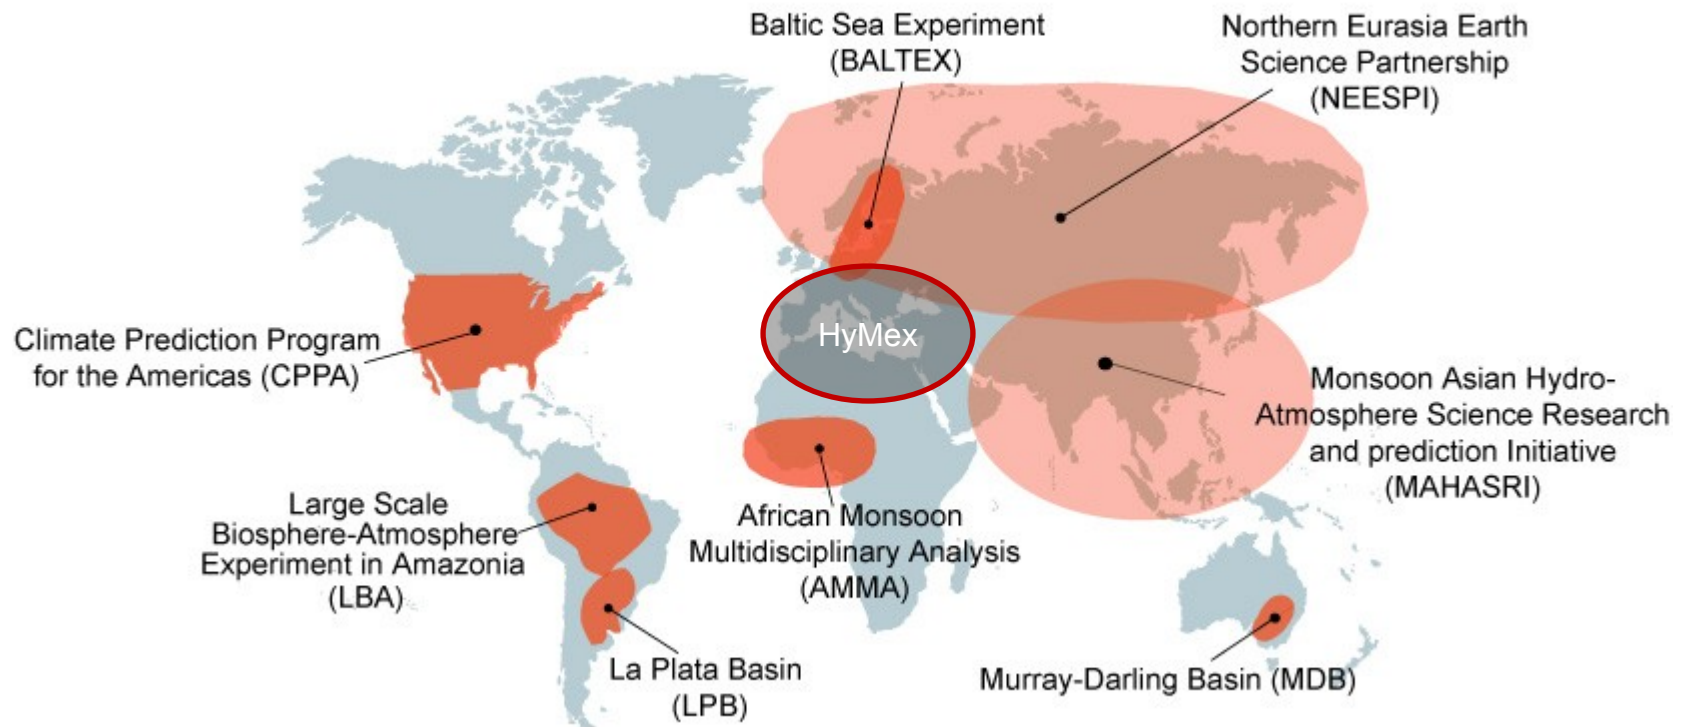 Baltic Sea Experiment
(BALTEX)
Northern Eurasia Earth
Science Partnership
(NEESPI)
HyMex
Climate Prediction Program
for the Americas (CPPA)
Monsoon Asian Hydro-
Atmosphere Science Research
and prediction Initiative
(MAHASRI)
Large Scale
Biosphere-Atmosphere
Experiment in Amazonia
(LBA)
African Monsoon
Multidisciplinary Analysis
(AMMA)
La Plata Basin
(LPB)
Murray-Darling Basin (MDB)